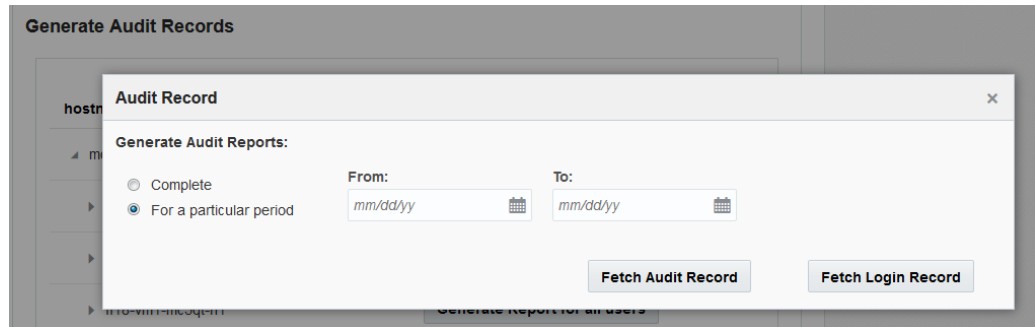 Generate Audit Records
hostn
Audit Record
×
Generate Audit Reports:
Complete
From:
To:
For a particular period
mm/dd/yy
mm/dd/yy
Fetch Audit Record
Fetch Login Record
Generate Report for all users